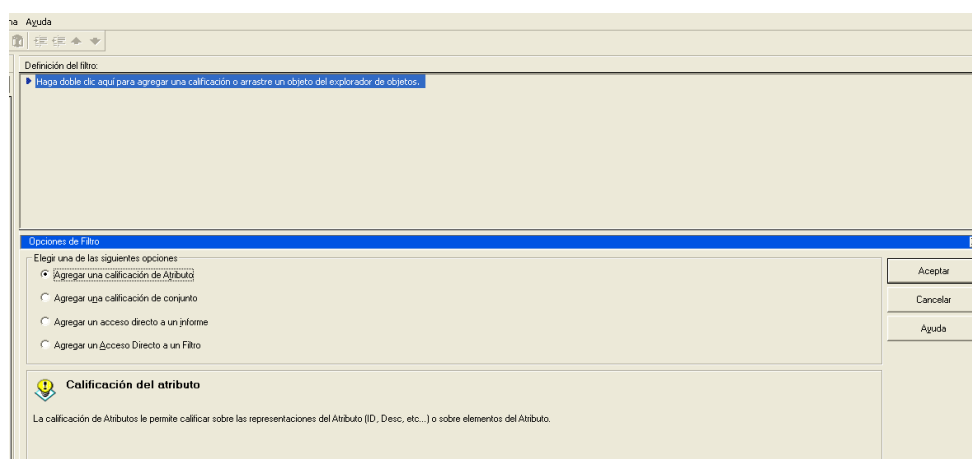 Ayuda
Definición del filtro:
Haga doble clic aquí para agregar una calificación o arrastre un objeto del explorador de objetos.
Opciones de Filtro
Elegir una de las siguientes opciones
Agregar una calificación de Atributo
Agregar una calificación de conjunto
Agregar un acceso directo a un informe
Agregar un Acceso Directo a un Filtro
Aceptar
Cancelar
Ayuda
Calificación del atributo
La calificación de Atributos le permite calificar sobre las representaciones del Atributo (ID, Desc, etc...) o sobre elementos del Atributo.